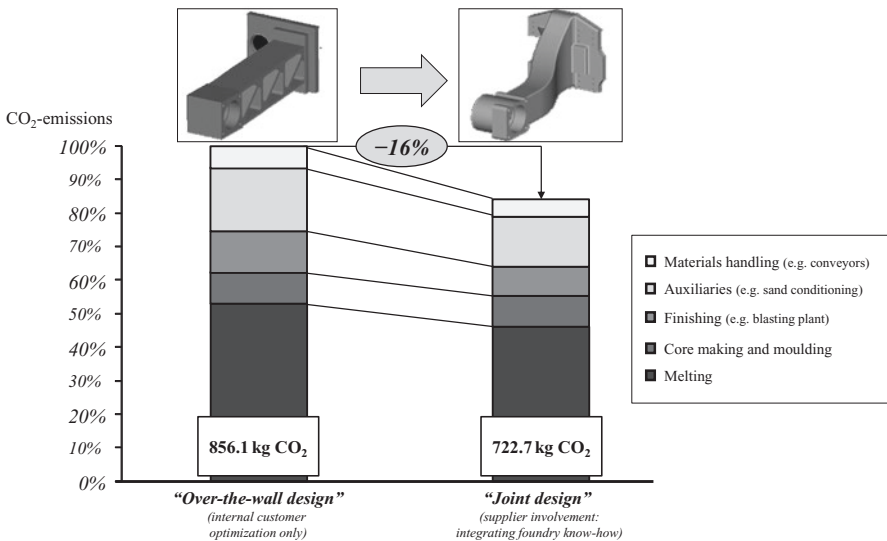 CO₂-emissions
−16%
100%
90%
80%
70%
60%
50%
40%
30%
20%
10%
0%
856.1 kg CO₂
722.7 kg CO₂
Materials handling (e.g. conveyors)
Auxiliaries (e.g. sand conditioning)
Finishing (e.g. blasting plant)
Core making and moulding
Melting
“Over-the-wall design”
(internal customer
optimization only)
“Joint design”
(supplier involvement:
integrating foundry know-how)